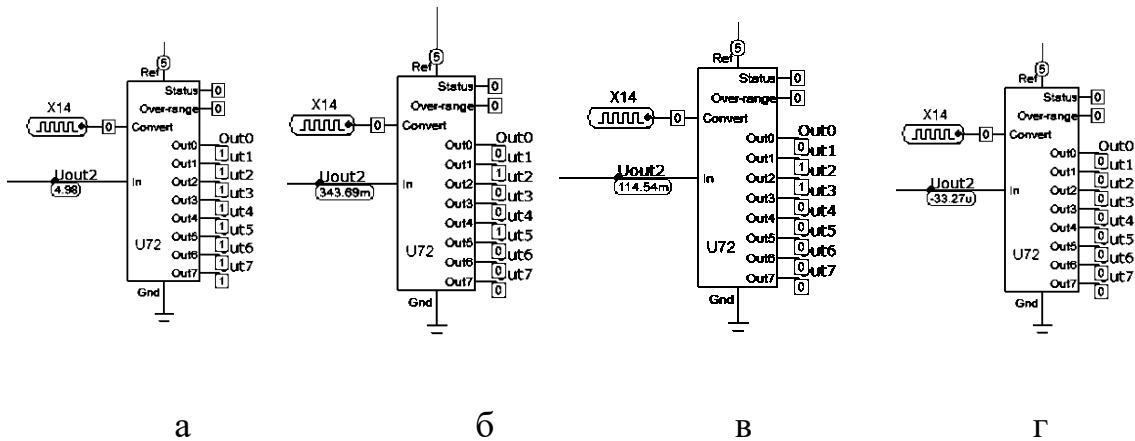 5
Ref
Status 0
Over-range 0
X14
0 Convert
Out0
Out0 1 ut1
Out1 1 ut2
Uout2
4.98
In
Out2 1 ut3
Out3 1 ut4
Out4 1 ut5
Out5 1 ut6
U72
Out6 1 ut7
Out7 1
Gnd
5
Ref
Status 0
Over-range 0
X14
0 Convert
Out0
Out0 0 ut1
Out1 1 ut2
Uout2
343.69m
In
Out2 0 ut3
Out3 0 ut4
Out4 1 ut5
Out5 0 ut6
U72
Out6 0 ut7
Out7 0
Gnd
5
Ref
Status 0
Over-range 0
X14
0 Convert
Out0
Out0 0 ut1
Out1 1 ut2
Uout2
114.54m
In
Out2 1 ut3
Out3 0 ut4
Out4 0 ut5
Out5 0 ut6
U72
Out6 0 ut7
Out7 0
Gnd
5
Ref
Status 0
Over-range 0
X14
0 Convert
Out0
Out0 0 ut1
Out1 0 ut2
Uout2
-33.27u
In
Out2 0 ut3
Out3 0 ut4
Out4 0 ut5
Out5 0 ut6
U72
Out6 0 ut7
Out7 0
Gnd
а б в г